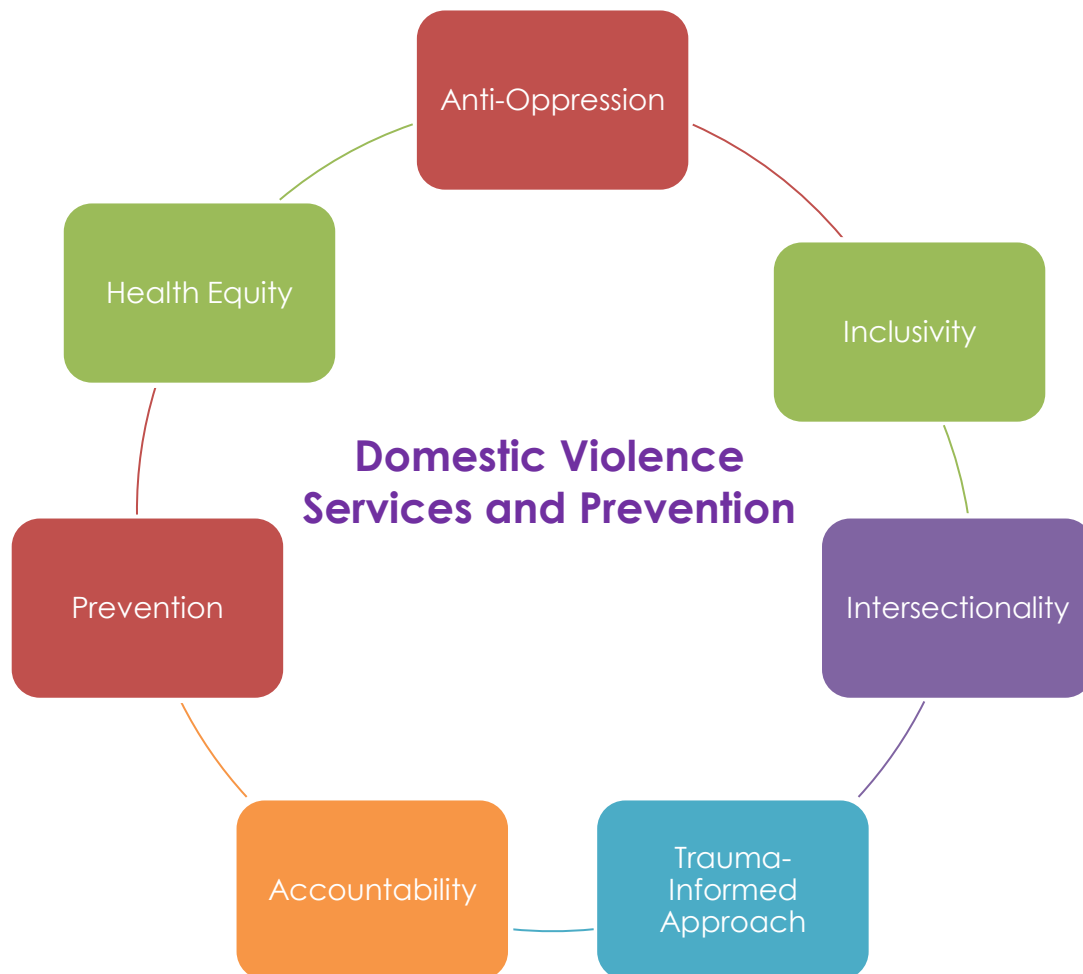 Anti-Oppression
Health Equity
Inclusivity
Domestic Violence
Services and Prevention
Prevention
Intersectionality
Accountability
Trauma-
Informed
Approach